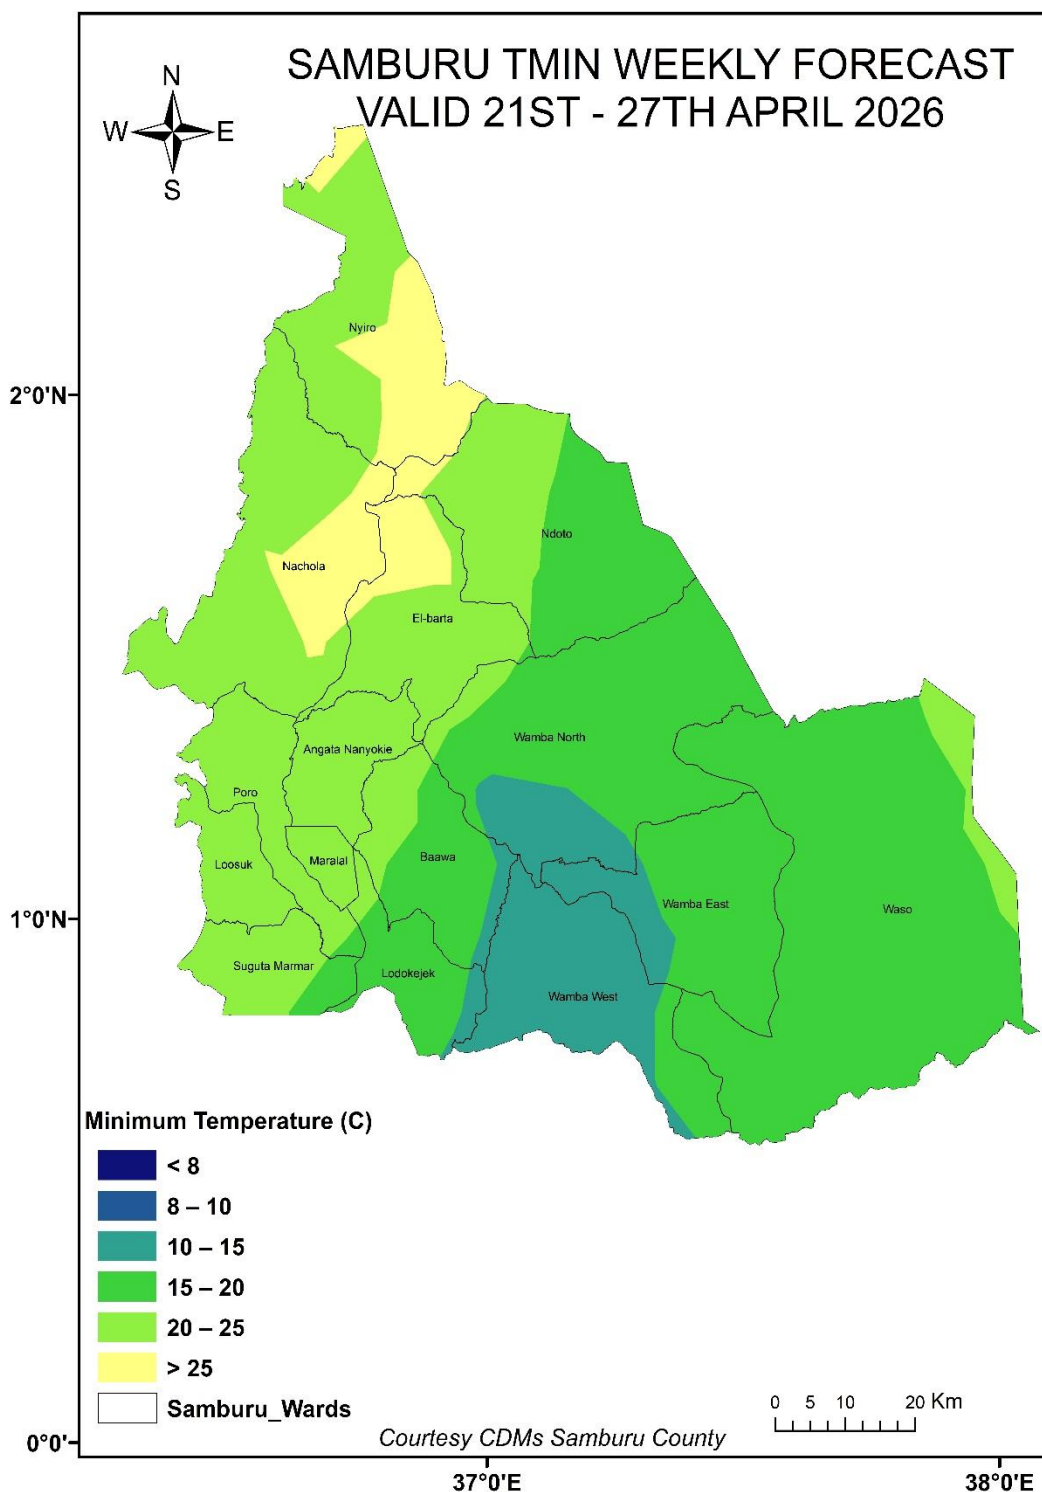 SAMBURU TMIN WEEKLY FORECAST
VALID 21ST - 27TH APRIL 2026
N
W
E
S
2°0'N
1°0'N
0°0'
Nyiro
Ndoto
Nachola
El-barta
Wamba North
Angata Nanyokie
Poro
Loosuk
Maralal
Baawa
Wamba East
Waso
Suguta Marmar
Lodokejek
Wamba West
Minimum Temperature (C)
< 8
8 – 10
10 – 15
15 – 20
20 – 25
> 25
Samburu_Wards
0 5 10 20 Km
Courtesy CDMs Samburu County
37°0'E
38°0'E